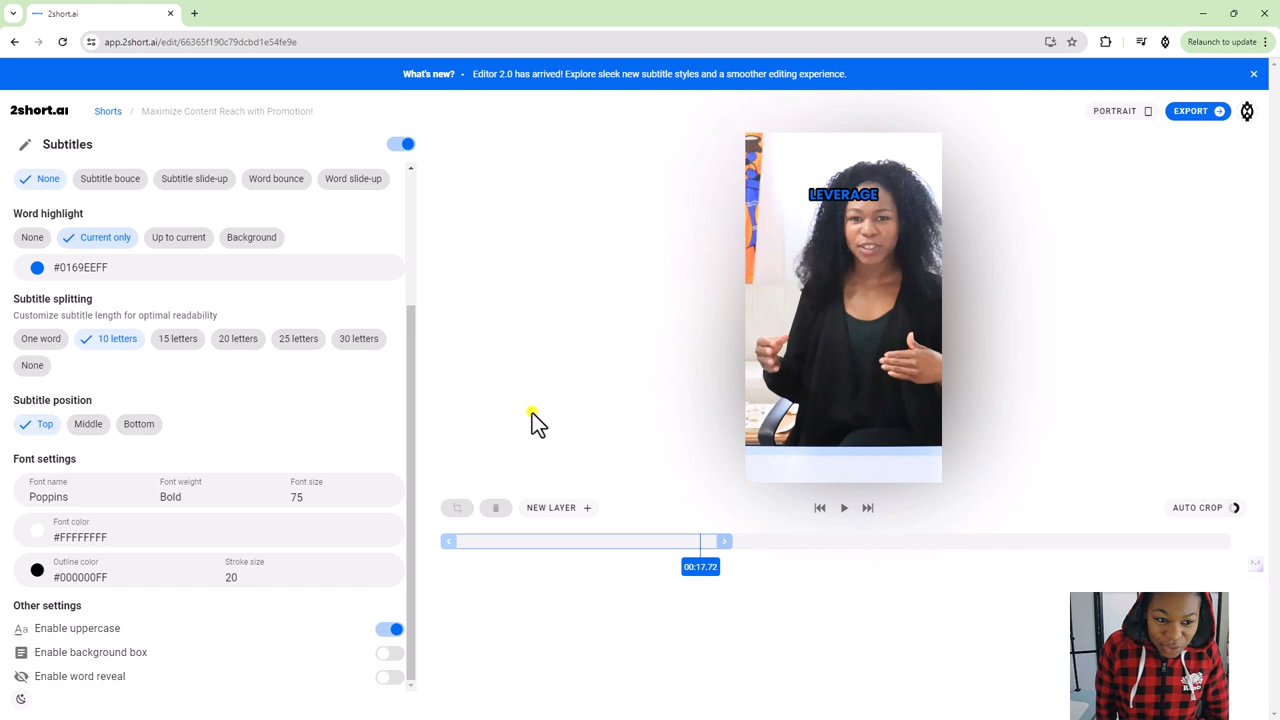 2short.ai
app.2short.ai/edit/66365f190c79dcbd1e54fe9e
Relaunch to update
What's new? • Editor 2.0 has arrived! Explore sleek new subtitle styles and a smoother editing experience.
2short.aı
Shorts / Maximize Content Reach with Promotion!
PORTRAIT
EXPORT
Subtitles
None Subtitle bouce Subtitle slide-up Word bounce Word slide-up
LEVERAGE
Word highlight
None Current only Up to current Background
#0169EEFF
Subtitle splitting
Customize subtitle length for optimal readability
One word 10 letters 15 letters 20 letters 25 letters 30 letters
None
Subtitle position
Top Middle Bottom
Font settings
Font name Font weight Font size
Poppins Bold 75
Font color
#FFFFFFFF
Outline color Stroke size
#000000FF 20
Other settings
Aa Enable uppercase
Enable background box
Enable word reveal
NEW LAYER +
AUTO CROP
00:17.72